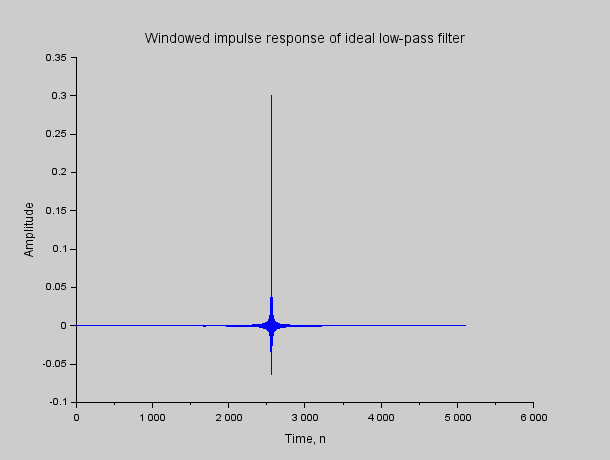 Windowed impulse response of ideal low-pass filter
0.35
0.3
0.25
0.2
0.15
0.1
0.05
0
-0.05
-0.1
Amplitude
0 1 000 2 000 3 000 4 000 5 000 6 000
Time, n